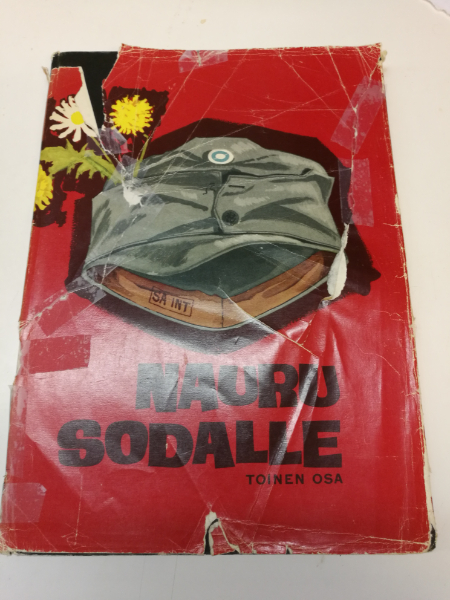 SA INT
NAURU
SODALLE
TOINEN OSA